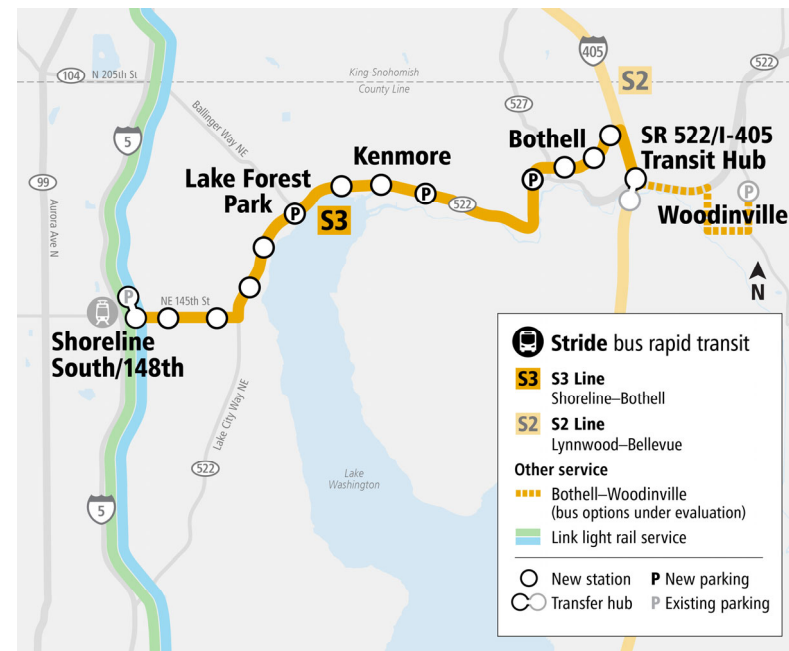 405
S2
522
104
N 205th St
King Snohomish
County Line
527
Ballinger Way NE
5
Bothell
SR 522/I-405
Transit Hub
Kenmore
99
Aurora Ave N
Lake Forest
Park
P
P
P
P
S3
522
Woodinville
N
P
NE 145th St
Shoreline
South/148th
Lake City Way NE
522
Lake
Washington
5
Stride bus rapid transit
S3 S3 Line
Shoreline–Bothell
S2 S2 Line
Lynnwood–Bellevue
Other service
Bothell–Woodinville
(bus options under evaluation)
Link light rail service
New station P New parking
Transfer hub P Existing parking